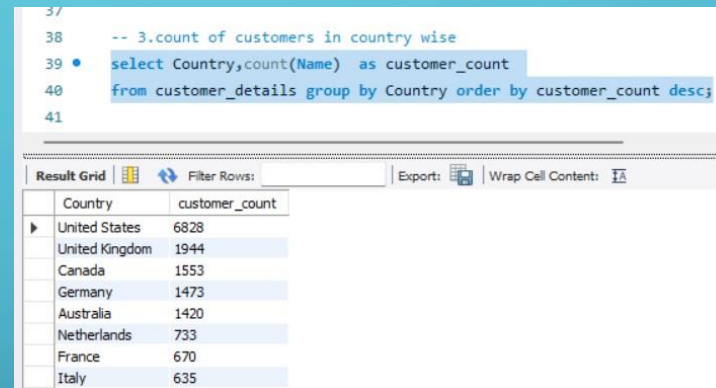 37
38 -- 3.count of customers in country wise
39 select Country,count(Name) as customer_count
40 from customer_details group by Country order by customer_count desc;
41
Result Grid Filter Rows: Export: Wrap Cell Content: IA
Country customer_count
United States 6828
United Kingdom 1944
Canada 1553
Germany 1473
Australia 1420
Netherlands 733
France 670
Italy 635